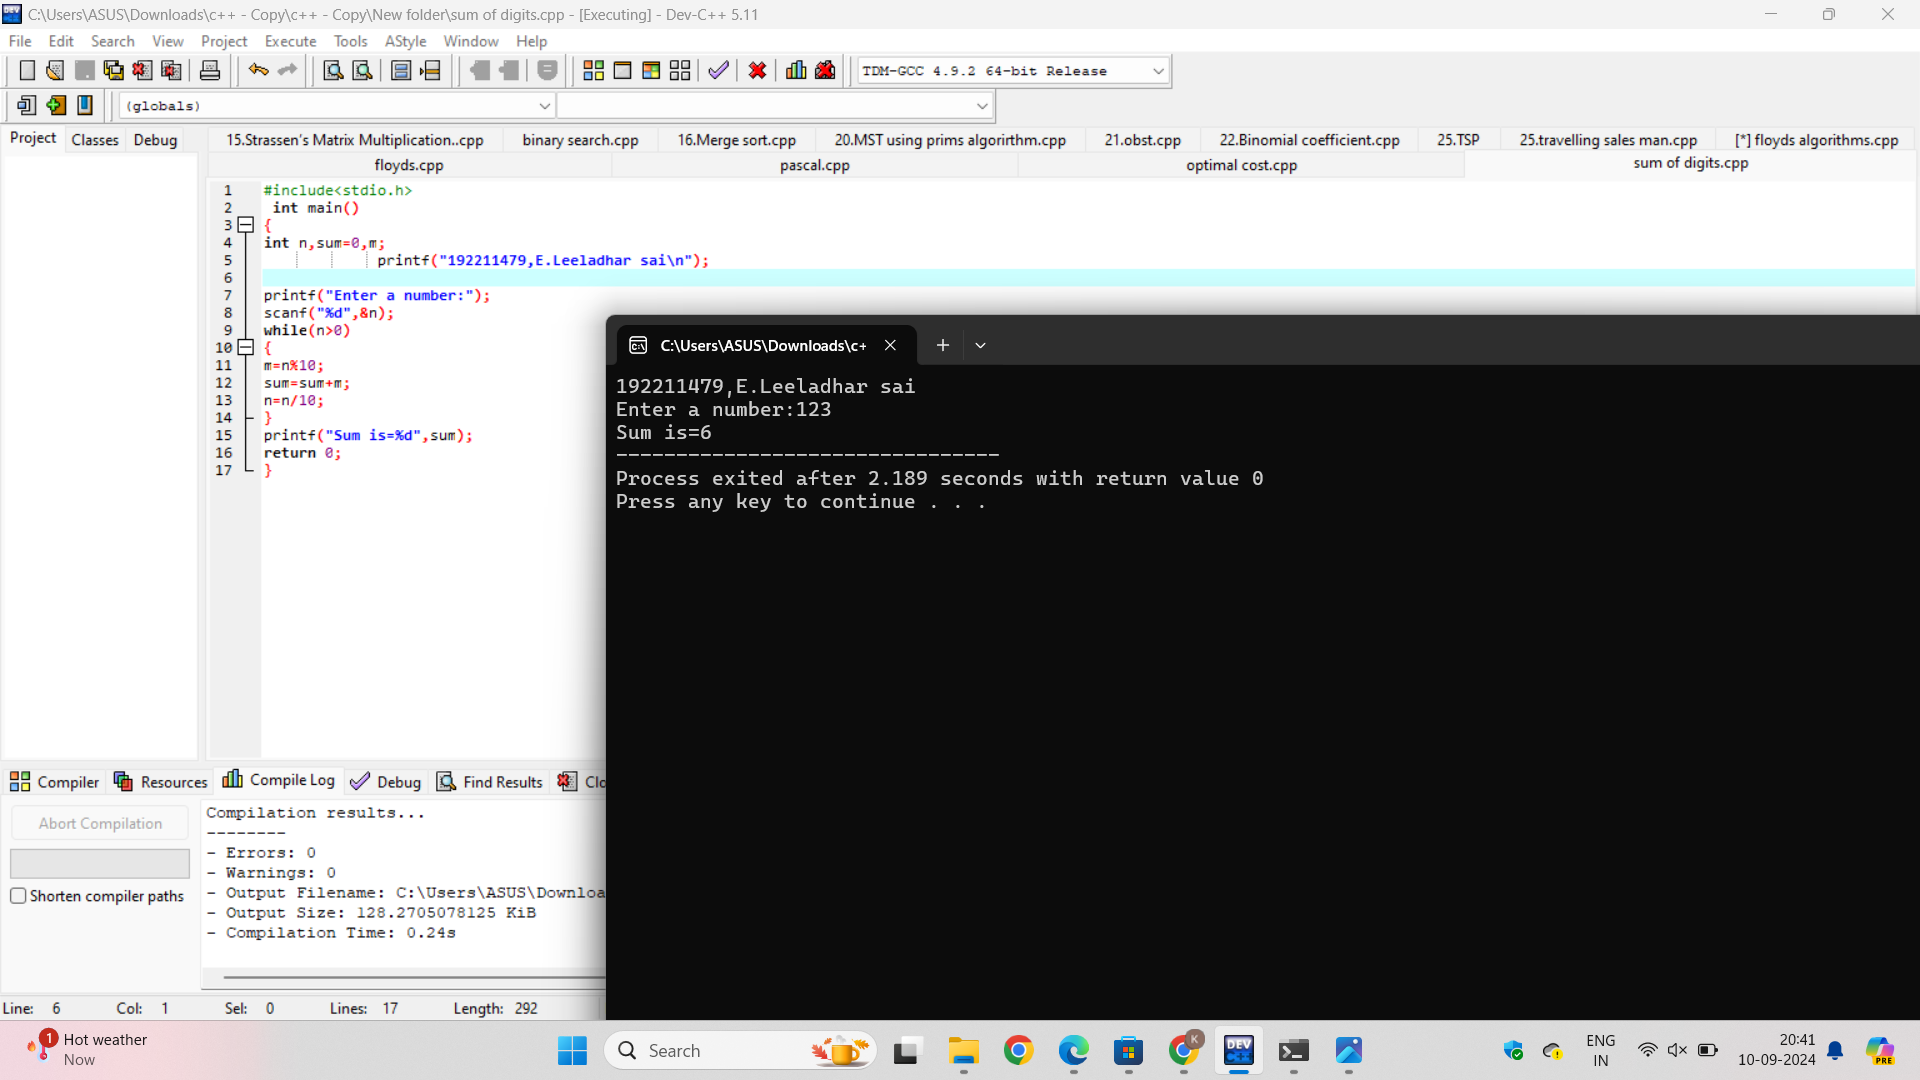 C:\Users\ASUS\Downloads\c++ - Copy\c++ - Copy\New folder\sum of digits.cpp - [Executing] - Dev-C++ 5.11
File Edit Search View Project Execute Tools AStyle Window Help
TDM-GCC 4.9.2 64-bit Release
(globals)
Project Classes Debug
15.Strassen's Matrix Multiplication..cpp binary search.cpp 16.Merge sort.cpp 20.MST using prims algorirthm.cpp 21.obst.cpp 22.Binomial coefficient.cpp 25.TSP 25.travelling sales man.cpp [*] floyds algorithms.cpp
floyds.cpp pascal.cpp optimal cost.cpp sum of digits.cpp
1 #include<stdio.h>
2 int main()
3 {
4 int n,sum=0,m;
5 printf("192211479,E.Leeladhar sai\n");
6
7 printf("Enter a number:");
8 scanf("%d",&n);
9 while(n>0)
10 {
11 m=n%10;
12 sum=sum+m;
13 n=n/10;
14 }
15 printf("Sum is=%d",sum);
16 return 0;
17 }
C:\Users\ASUS\Downloads\c+
192211479,E.Leeladhar sai
Enter a number:123
Sum is=6
--------------------------------
Process exited after 2.189 seconds with return value 0
Press any key to continue . . .
Compiler Resources Compile Log Debug Find Results Clo
Abort Compilation
Shorten compiler paths
Compilation results...
--------
- Errors: 0
- Warnings: 0
- Output Filename: C:\Users\ASUS\Downloa
- Output Size: 128.2705078125 KiB
- Compilation Time: 0.24s
Line: 6 Col: 1 Sel: 0 Lines: 17 Length: 292
1
Hot weather
Now
Search
K
DEV C++
ENG
IN
20:41
10-09-2024
PRE